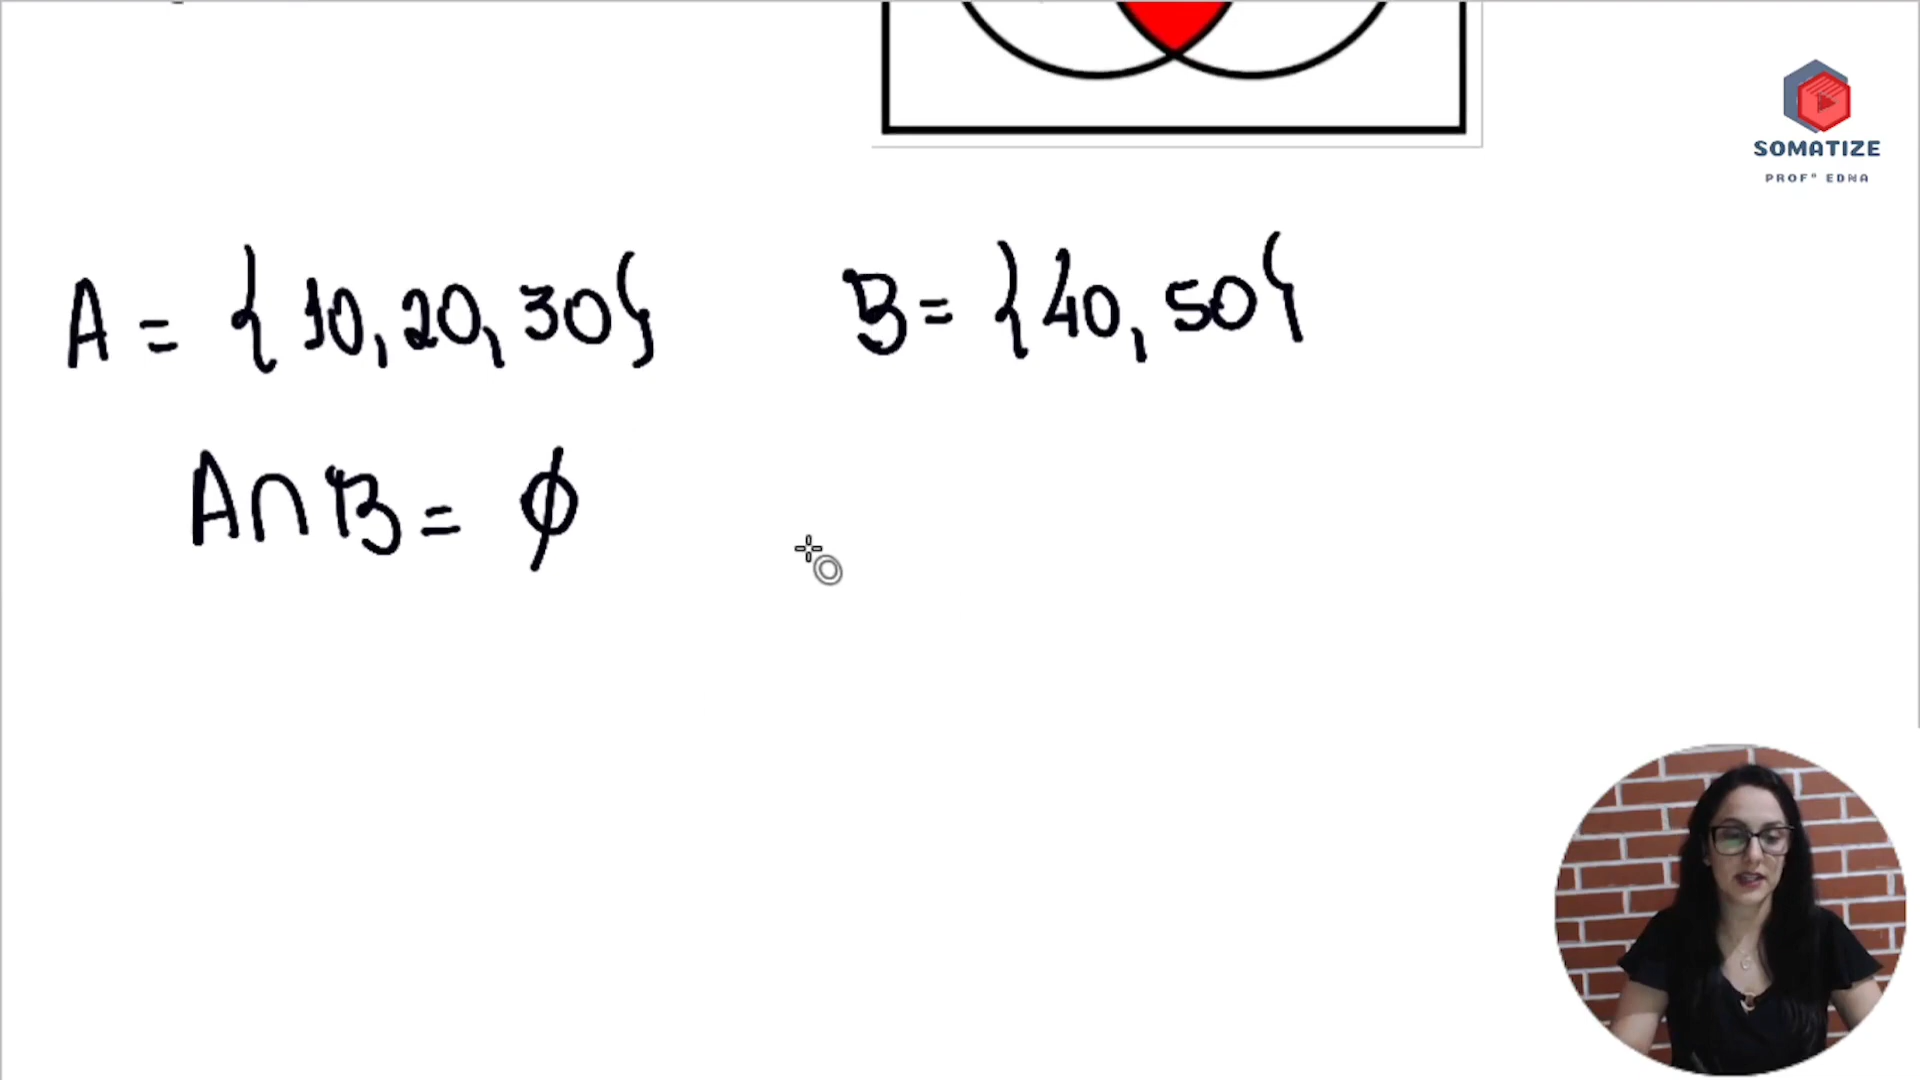 SOMATIZE
PROFª EDNA
A = { 10, 20, 30 }
B = { 40, 50 }
A ∩ B = ∅